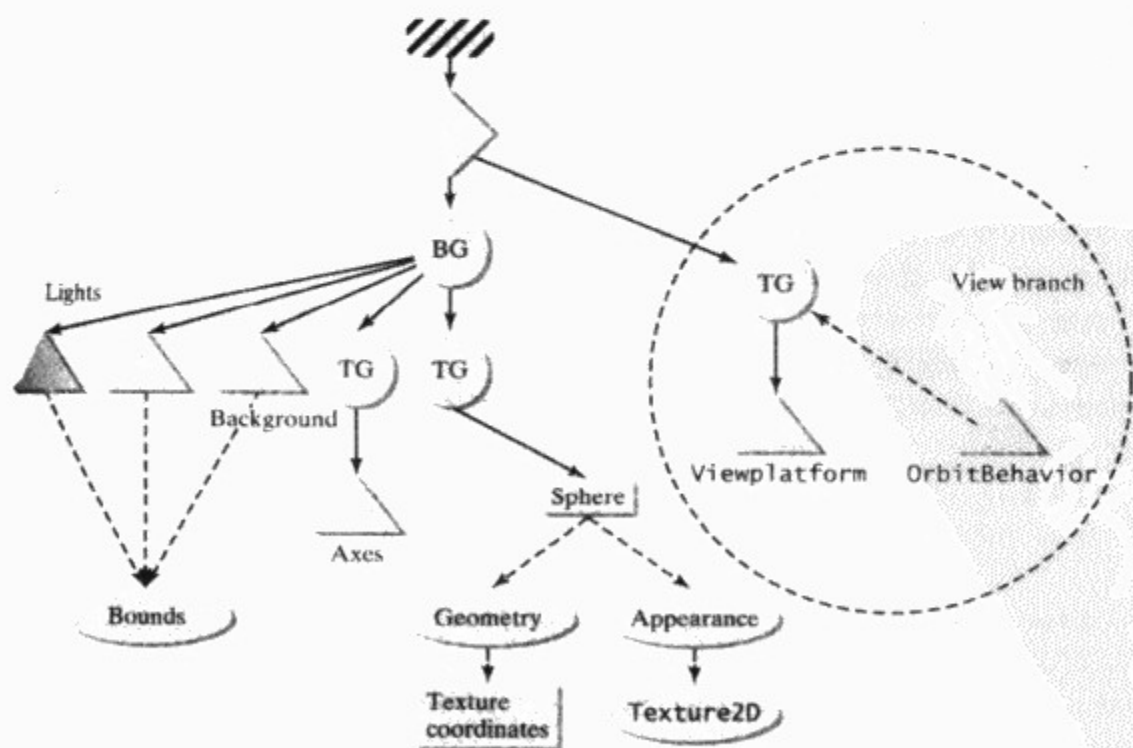 BG
Lights
TG
View branch
TG
TG
Background
Viewplatform
OrbitBehavior
Sphere
Axes
Bounds
Geometry
Appearance
Texture
coordinates
Texture2D